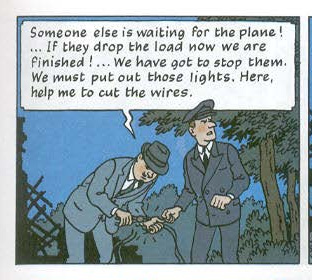 Someone else is waiting for the plane!
... If they drop the load now we are
finished!... We have got to stop them.
We must put out those lights. Here,
help me to cut the wires.